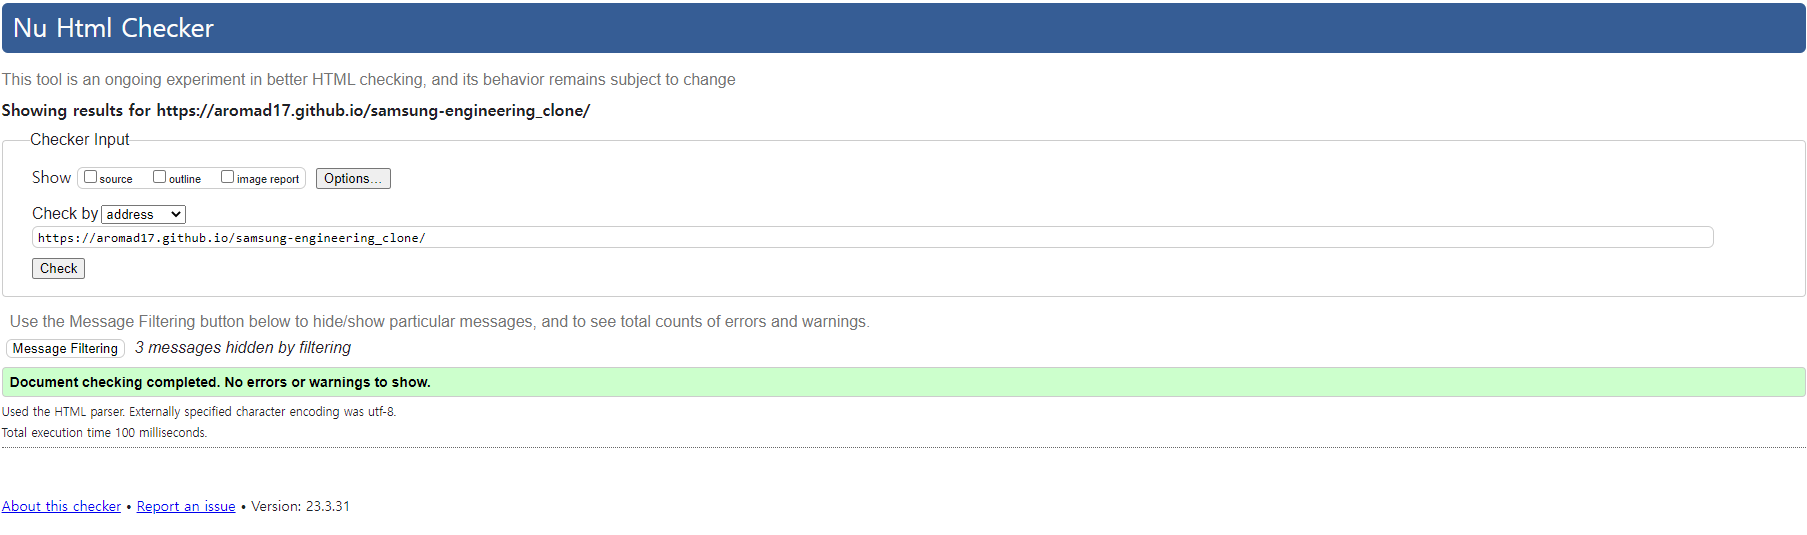 Nu Html Checker
This tool is an ongoing experiment in better HTML checking, and its behavior remains subject to change
Showing results for https://aromad17.github.io/samsung-engineering_clone/
Checker Input
Show source outline image report Options...
Check by address
https://aromad17.github.io/samsung-engineering_clone/
Check
Use the Message Filtering button below to hide/show particular messages, and to see total counts of errors and warnings.
Message Filtering 3 messages hidden by filtering
Document checking completed. No errors or warnings to show.
Used the HTML parser. Externally specified character encoding was utf-8.
Total execution time 100 milliseconds.
About this checker • Report an issue • Version: 23.3.31